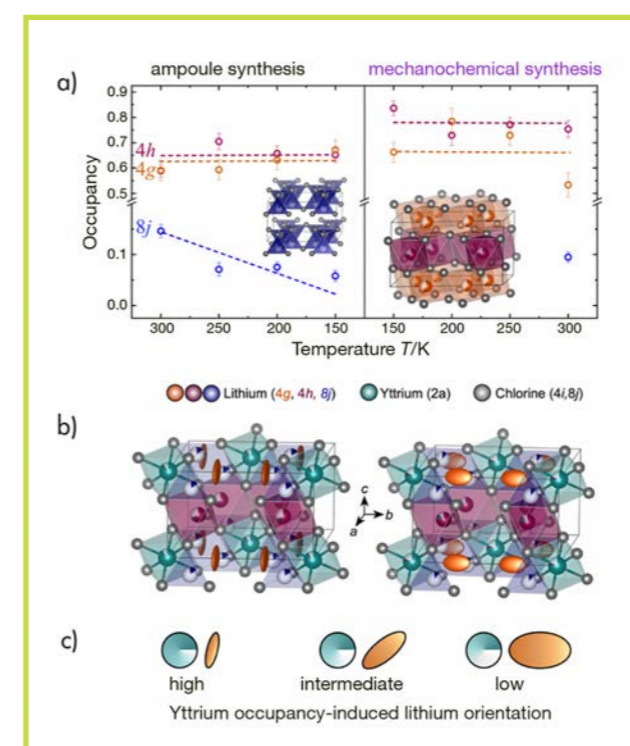 a)
ampoule synthesis
mechanochemical synthesis
Occupancy
0.9
0.8
0.7
0.6
0.5
0.1
0.0
4h
4g
8j
300 250 200 150 150 200 250 300
Temperature T/K
Lithium (4g, 4h, 8j) Yttrium (2a) Chlorine (4i,8j)
b)
c
a
b
c)
high intermediate low
Yttrium occupancy-induced lithium orientation